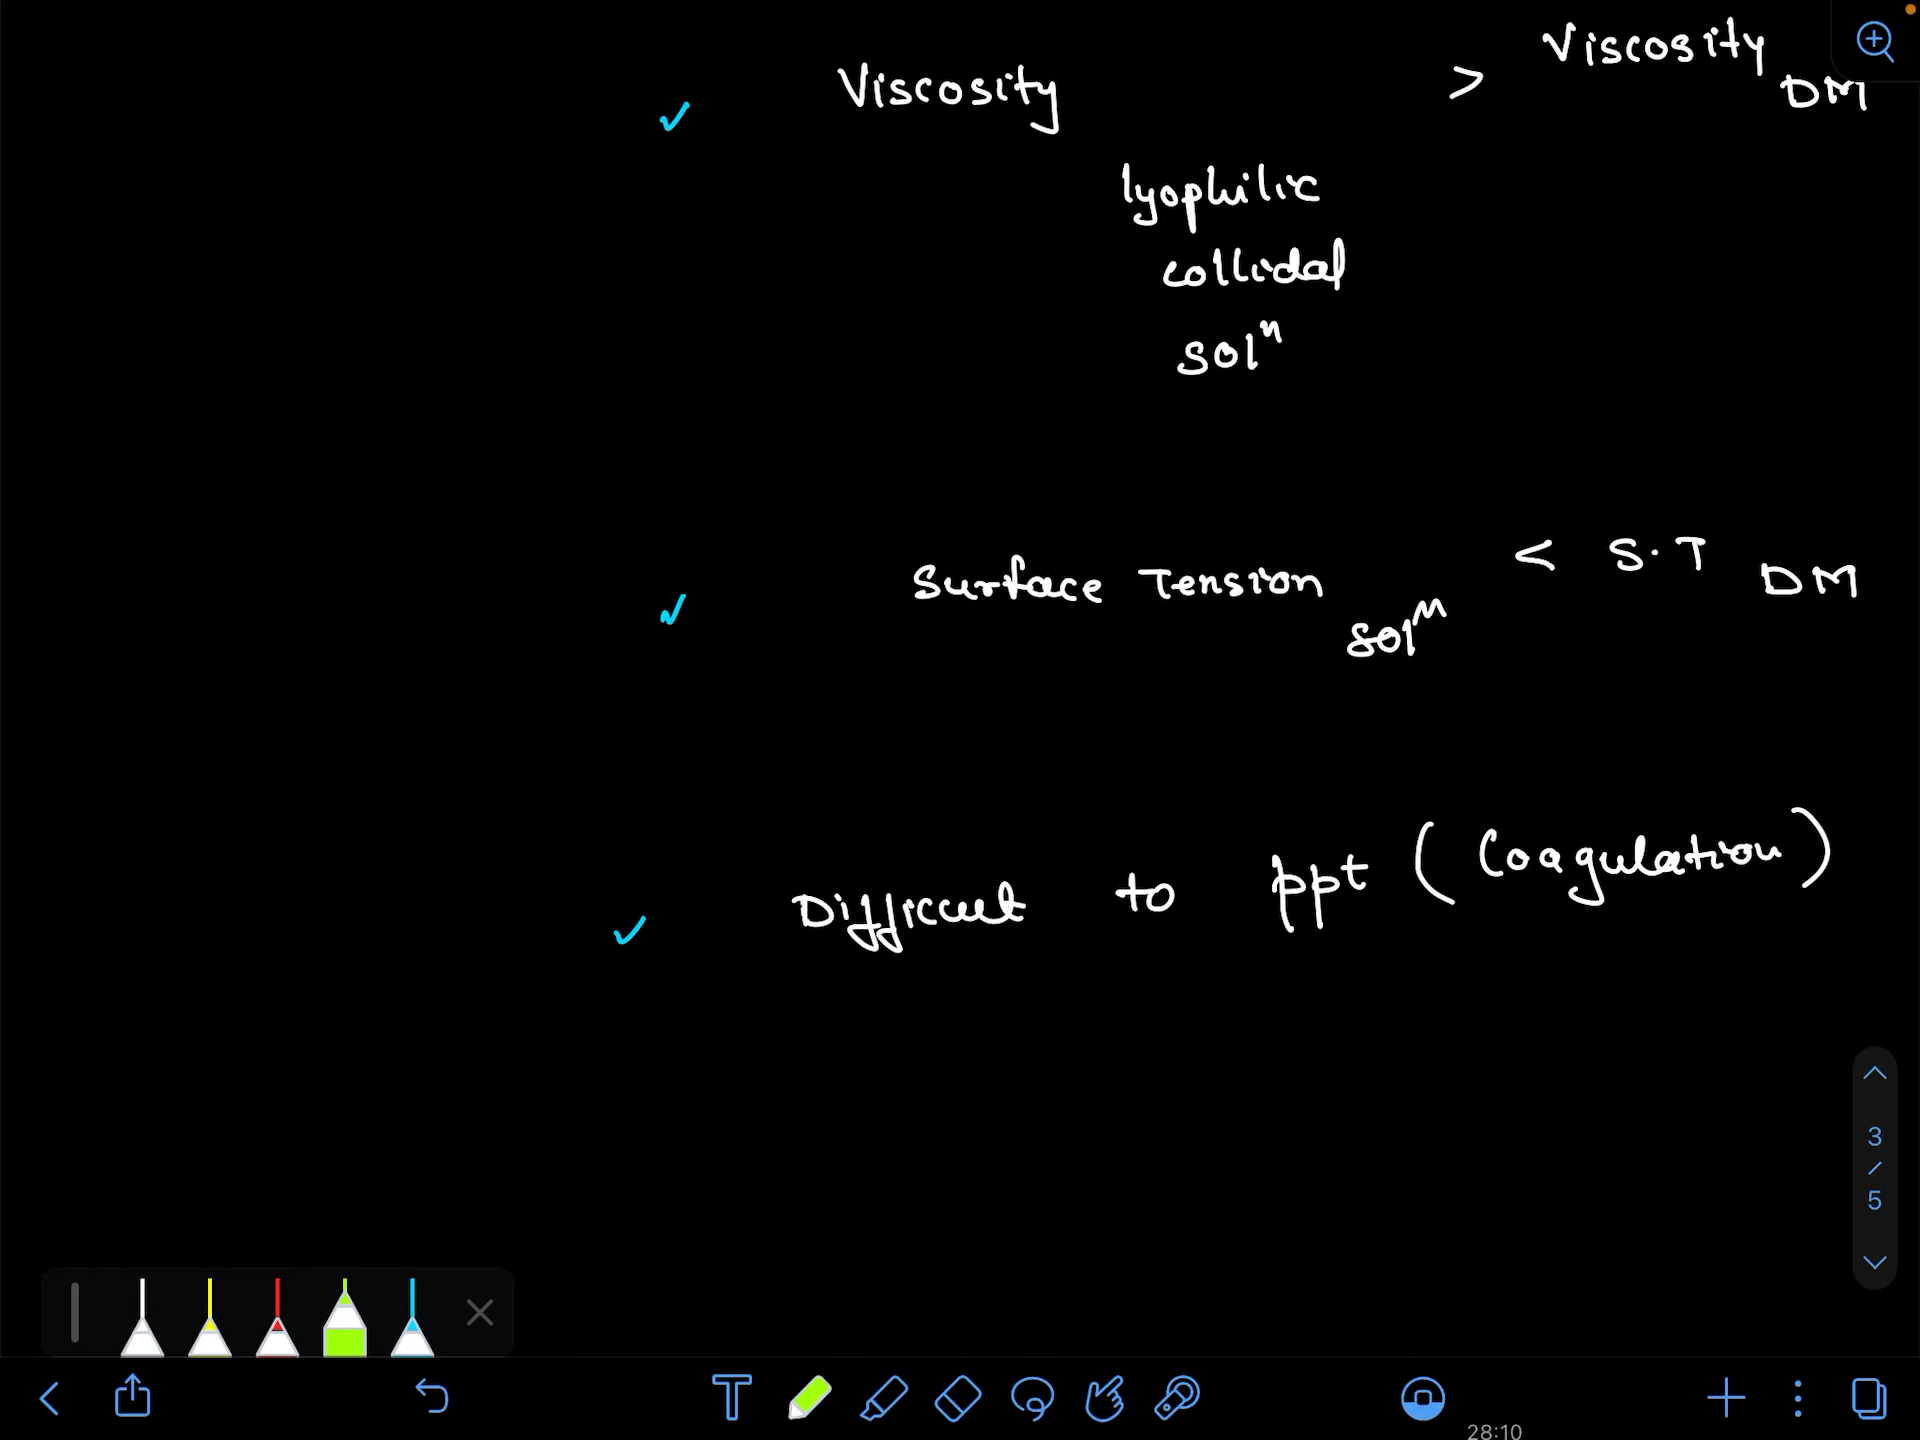 Viscosity lyophilic collidal solⁿ > Viscosity DM
Surface Tension solⁿ < S.T DM
Difficult to ppt (Coagulation)
3
/
5
T
28:10